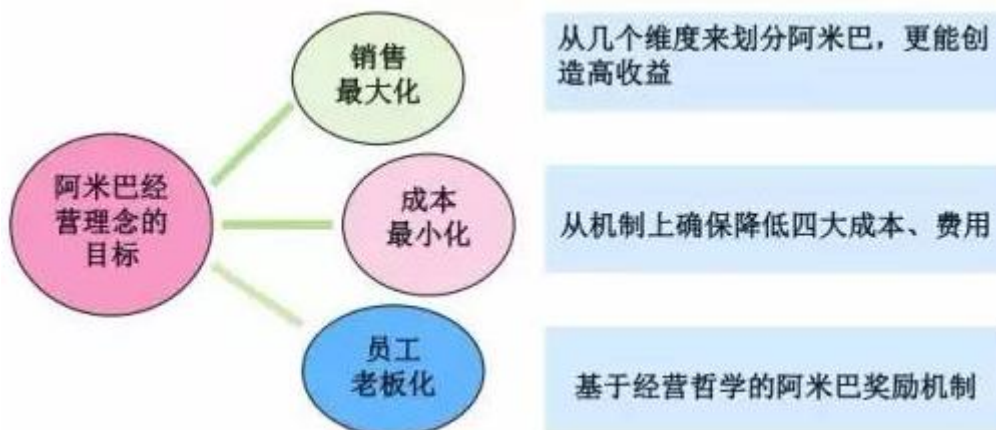 阿米巴经
营理念的
目标
销售
最大化
从几个维度来划分阿米巴，更能创
造高收益
成本
最小化
从机制上确保降低四大成本、费用
员工
老板化
基于经营哲学的阿米巴奖励机制